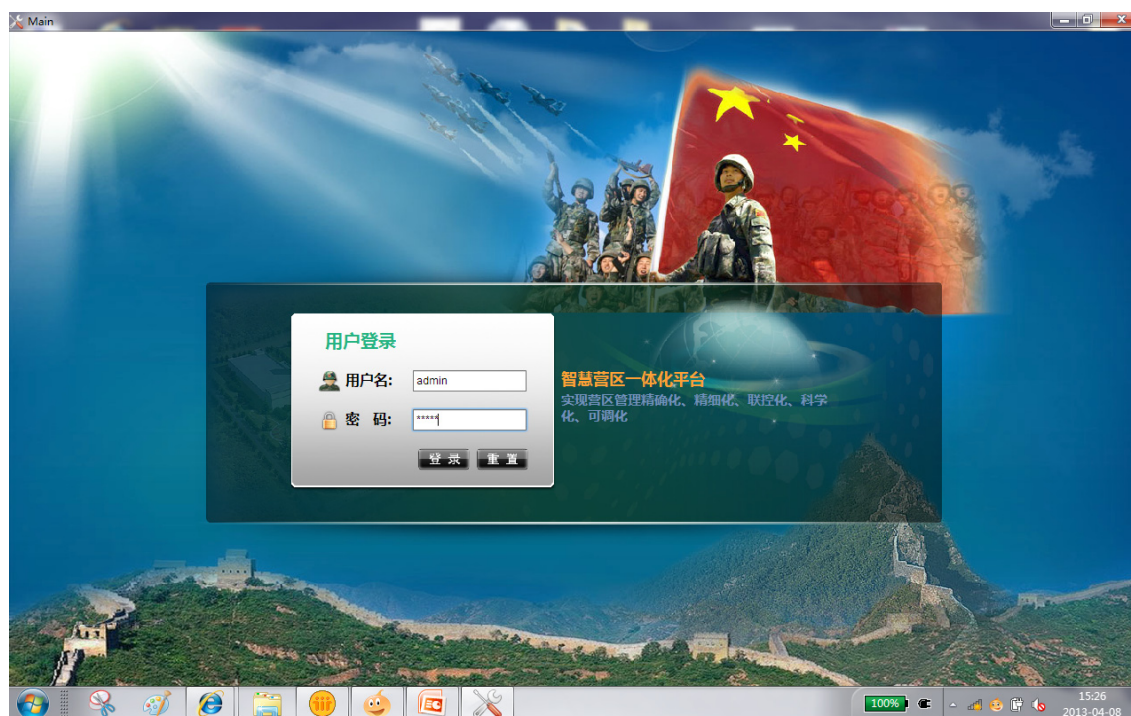 Main
用户登录
用户名:
admin
智慧营区一体化平台
实现营区管理精确化、精细化、联控化、科学
化、可调化
密 码:
*****
登 录
重 置
100%
15:26
2013-04-08